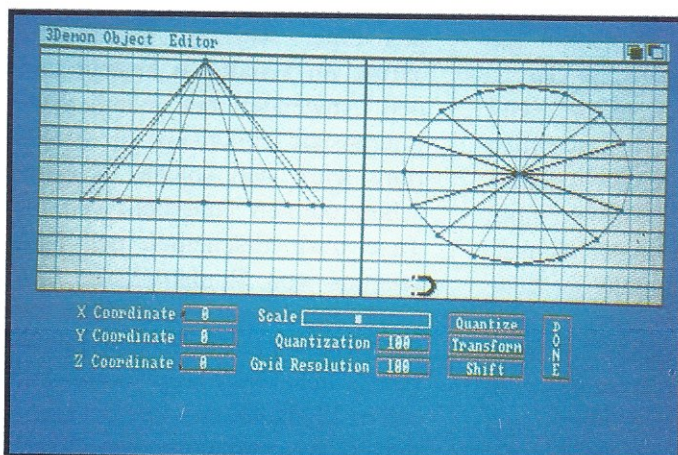 3Demon Object Editor
X Coordinate 0
Y Coordinate 0
Z Coordinate 0
Scale
Quantization 100
Grid Resolution 100
Quantize
Transform
Shift
DONE